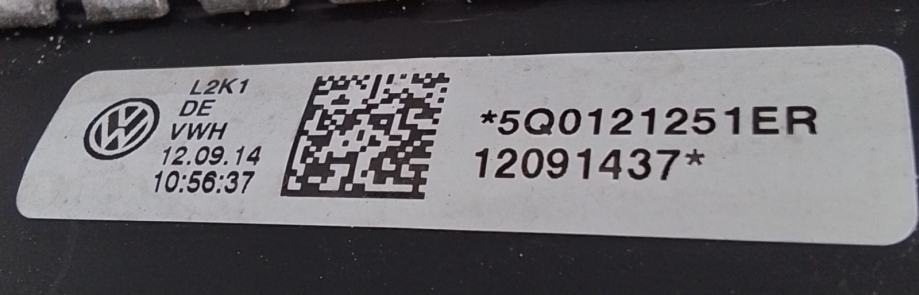 L2K1
DE
VWH
12.09.14
10:56:37
*5Q0121251ER
12091437*